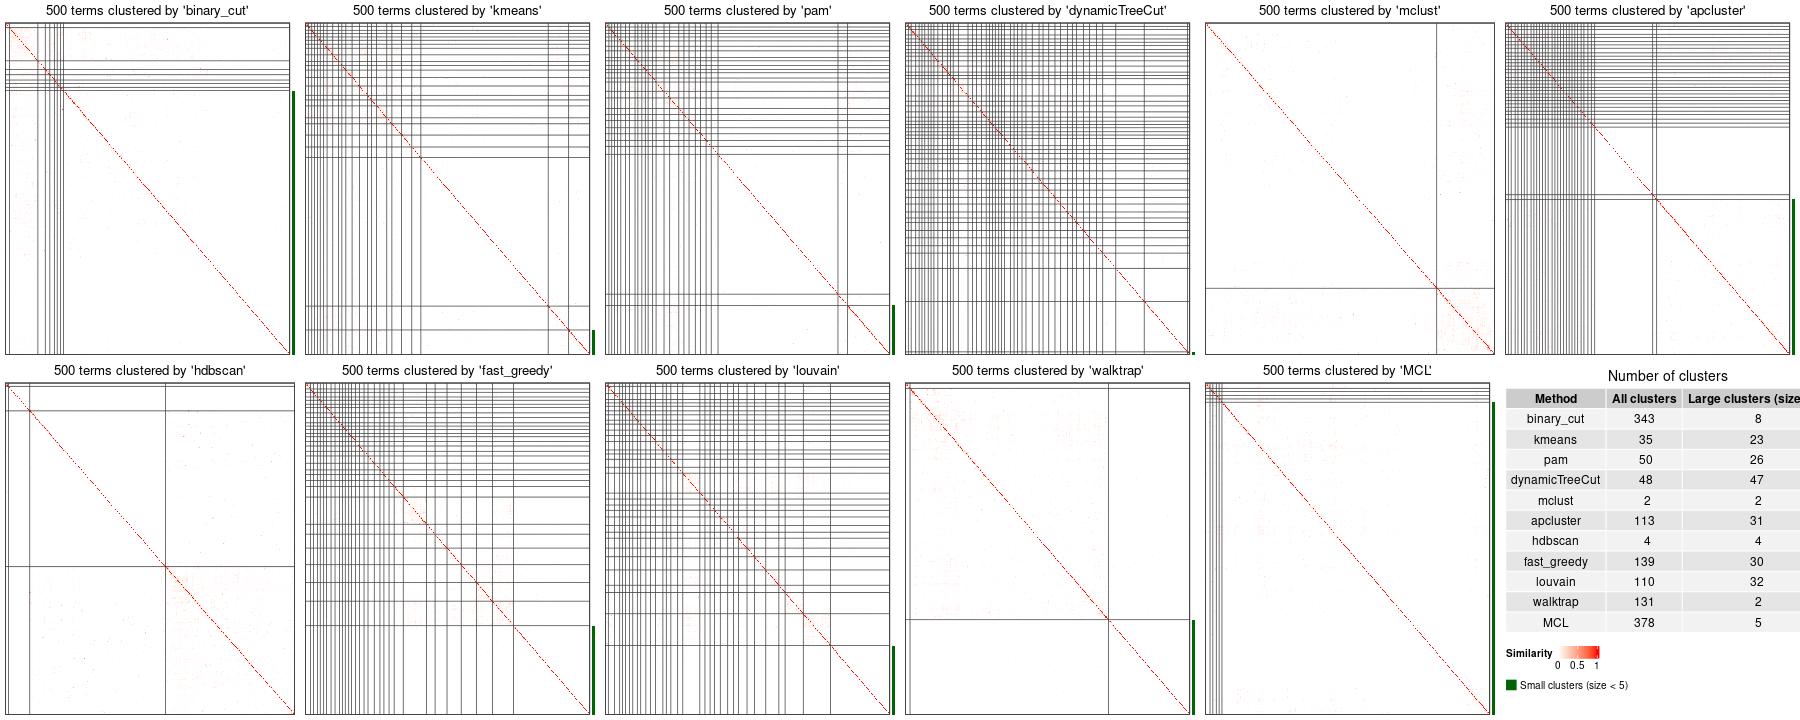 500 terms clustered by 'binary_cut'
500 terms clustered by 'kmeans'
500 terms clustered by 'pam'
500 terms clustered by 'dynamicTreeCut'
500 terms clustered by 'mclust'
500 terms clustered by 'apcluster'
500 terms clustered by 'hdbscan'
500 terms clustered by 'fast_greedy'
500 terms clustered by 'louvain'
500 terms clustered by 'walktrap'
500 terms clustered by 'MCL'
Number of clusters
Method All clusters Large clusters (size
binary_cut 343 8
kmeans 35 23
pam 50 26
dynamicTreeCut 48 47
mclust 2 2
apcluster 113 31
hdbscan 4 4
fast_greedy 139 30
louvain 110 32
walktrap 131 2
MCL 378 5
Similarity
0 0.5 1
Small clusters (size < 5)